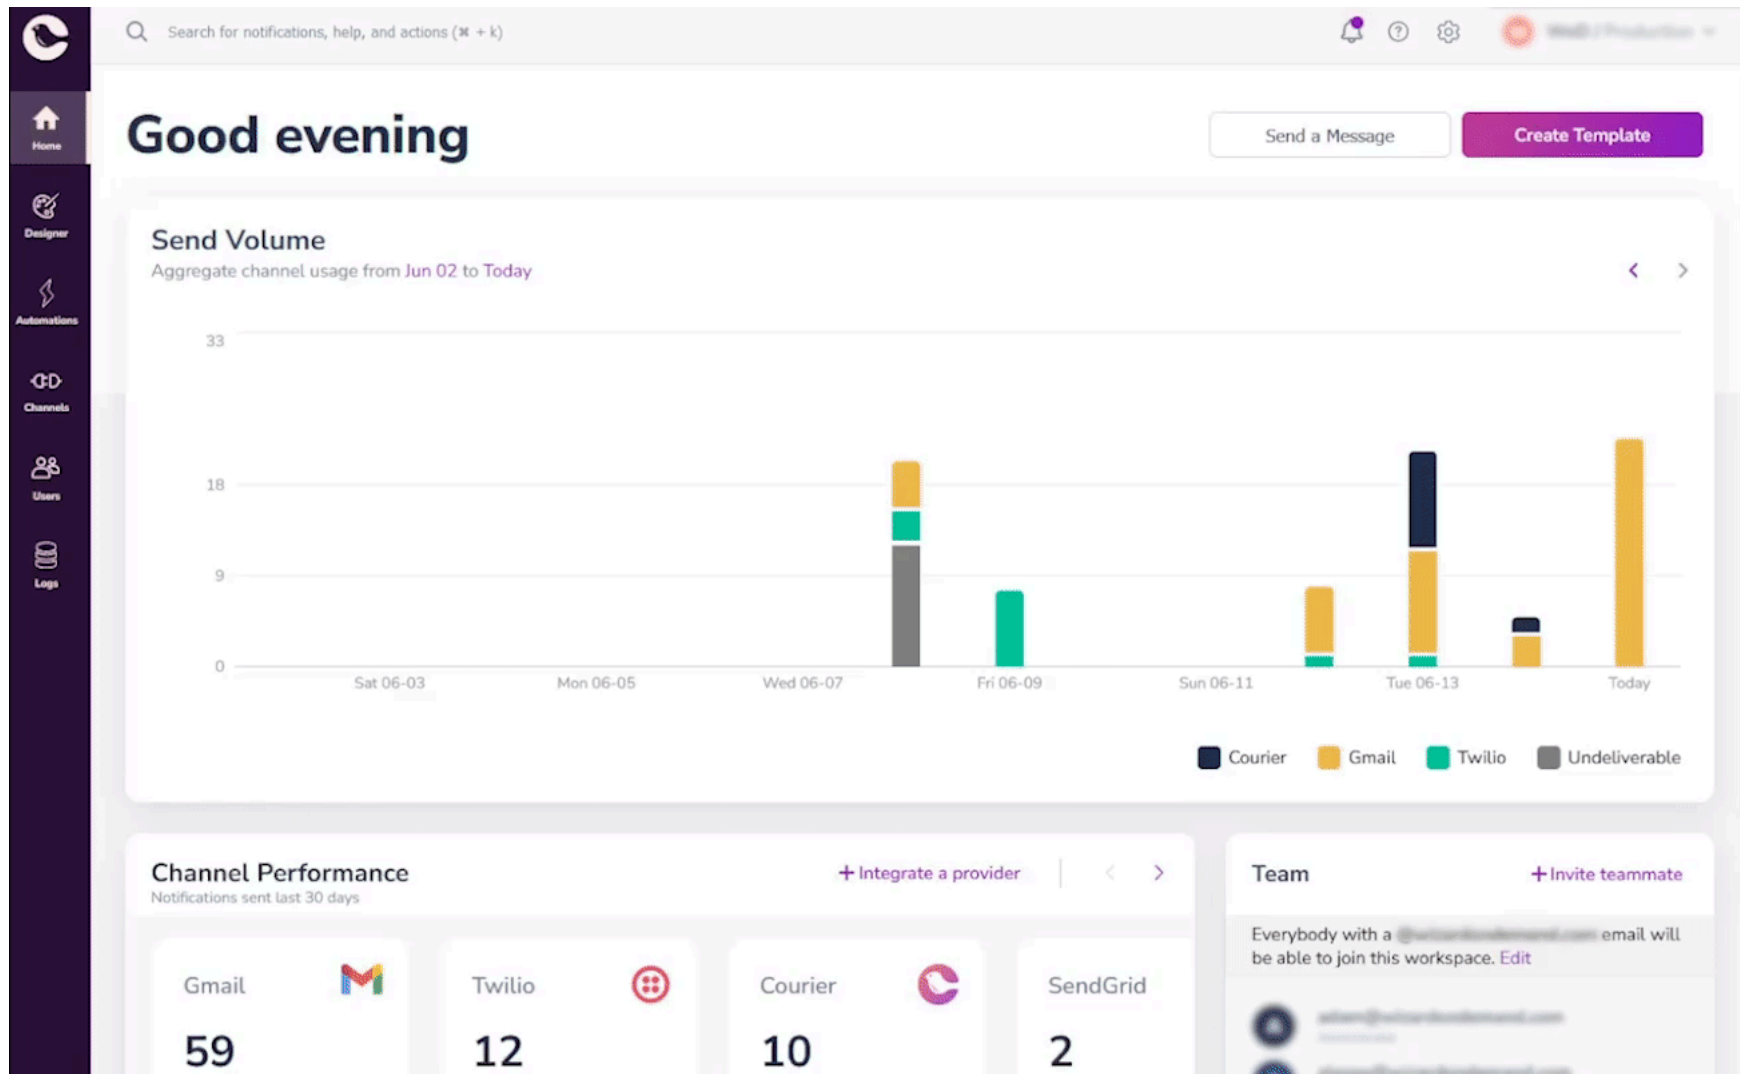 Search for notifications, help, and actions (⌘ + k)
Home
Designer
Automations
Channels
Users
Logs
Good evening
Send a Message
Create Template
Send Volume
Aggregate channel usage from Jun 02 to Today
33
18
9
0
Sat 06-03 Mon 06-05 Wed 06-07 Fri 06-09 Sun 06-11 Tue 06-13 Today
Courier Gmail Twilio Undeliverable
Channel Performance
Notifications sent last 30 days
+ Integrate a provider
Gmail
59
Twilio
12
Courier
10
SendGrid
2
Team
+ Invite teammate
Everybody with a email will
be able to join this workspace. Edit